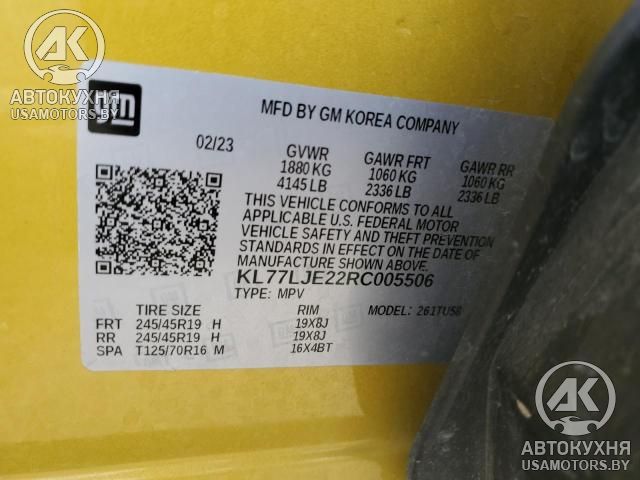 АК
АВТОКУХНЯ
USAMOTORS.BY
gm
MFD BY GM KOREA COMPANY
02/23
GVWR GAWR FRT GAWR RR
1880 KG 1060 KG 1060 KG
4145 LB 2336 LB 2336 LB
THIS VEHICLE CONFORMS TO ALL
APPLICABLE U.S. FEDERAL MOTOR
VEHICLE SAFETY AND THEFT PREVENTION
STANDARDS IN EFFECT ON THE DATE OF
MANUFACTURE SHOWN ABOVE.
KL77LJE22RC005506
TYPE: MPV MODEL: 261TU58
TIRE SIZE RIM
FRT 245/45R19 H 19X8J
RR 245/45R19 H 19X8J
SPA T125/70R16 M 16X4BT
АК
АВТОКУХНЯ
USAMOTORS.BY